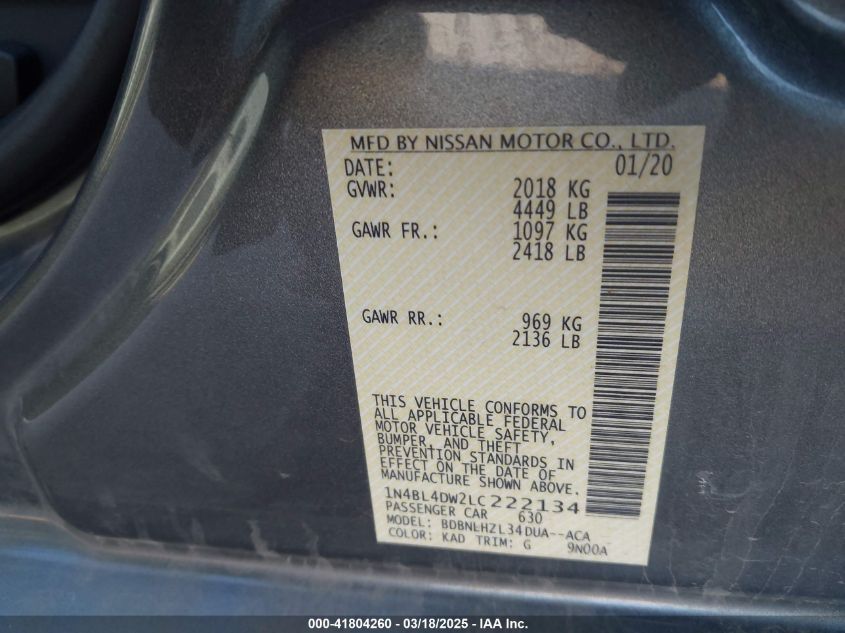 MFD BY NISSAN MOTOR CO., LTD.
DATE: 01/20
GVWR: 2018 KG
4449 LB
GAWR FR.: 1097 KG
2418 LB
GAWR RR.: 969 KG
2136 LB
THIS VEHICLE CONFORMS TO
ALL APPLICABLE FEDERAL
MOTOR VEHICLE SAFETY,
BUMPER, AND THEFT
PREVENTION STANDARDS IN
EFFECT ON THE DATE OF
MANUFACTURE SHOWN ABOVE.
1N4BL4DW2LC222134
PASSENGER CAR 630
MODEL: BDBNLHZL34DUA--ACA
COLOR: KAD TRIM: G 9N00A
000-41804260 - 03/18/2025 - IAA Inc.